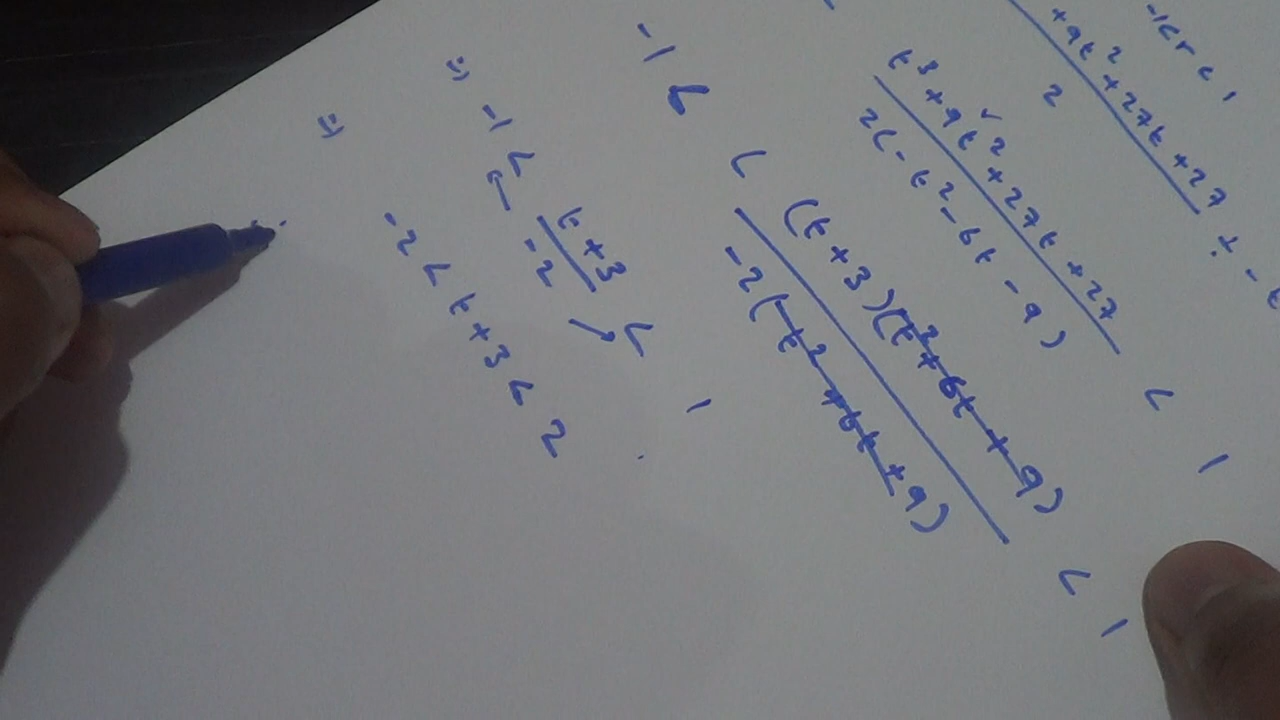 -1 < r < 1
+ 9t² + 27t + 27 ÷ -t
2
t³ + 9t² + 27t + 27
2(-t² - 6t - 9) < 1
-1 < (t+3)(t² + 6t + 9)
-2(t² + 6t + 9) < 1
=) -1 < t+3
-2 < 1
=) -2 < t+3 < 2